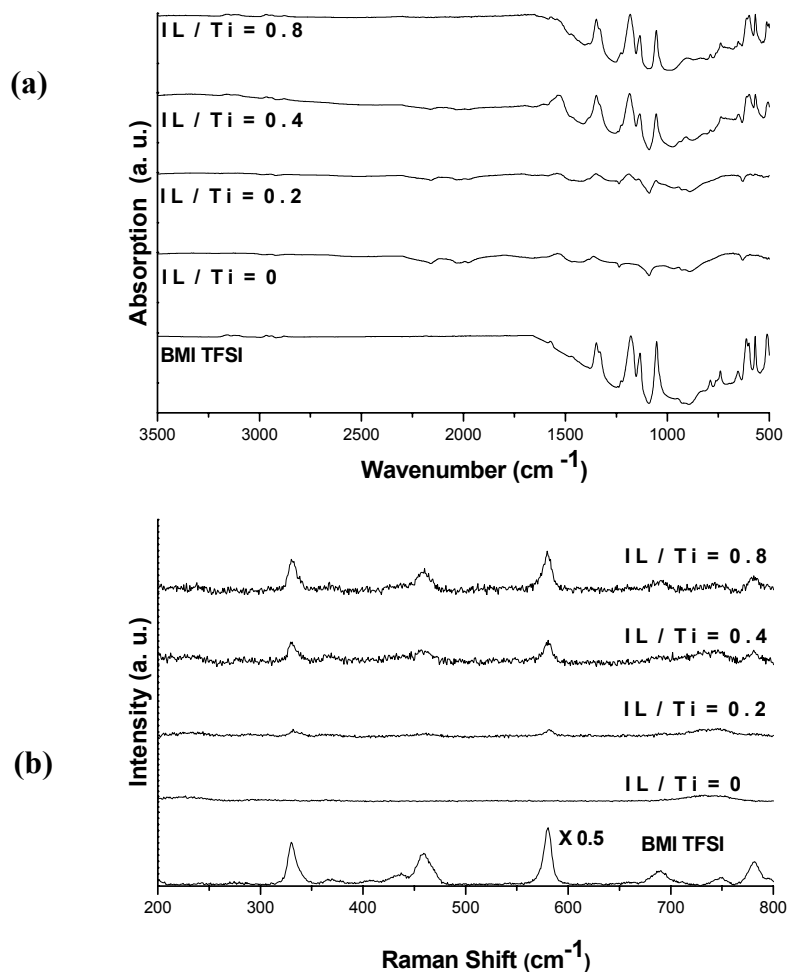 (a)
Absorption (a. u.)
IL / Ti = 0.8
IL / Ti = 0.4
IL / Ti = 0.2
IL / Ti = 0
BMI TFSI
3500 3000 2500 2000 1500 1000 500
Wavenumber (cm -1)
(b)
Intensity (a. u.)
IL / Ti = 0.8
IL / Ti = 0.4
IL / Ti = 0.2
IL / Ti = 0
X 0.5 BMI TFSI
200 300 400 500 600 700 800
Raman Shift (cm-1)